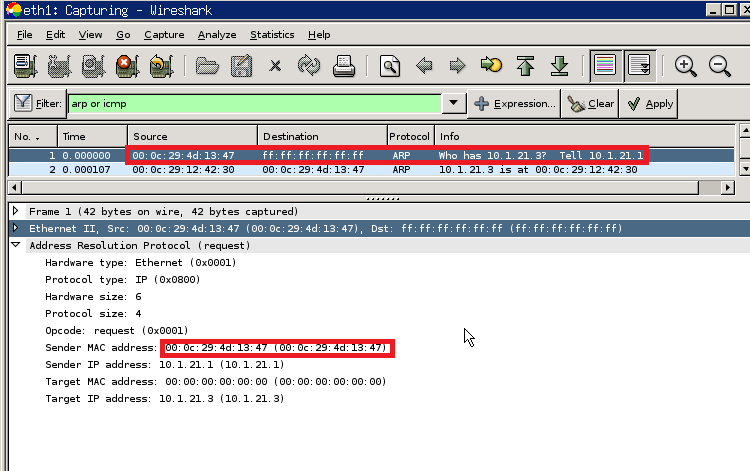 eth1: Capturing - Wireshark
File Edit View Go Capture Analyze Statistics Help
Filter: arp or icmp Expression... Clear Apply
No. . Time Source Destination Protocol Info
1 0.000000 00:0c:29:4d:13:47 ff:ff:ff:ff:ff:ff ARP Who has 10.1.21.3? Tell 10.1.21.1
2 0.000107 00:0c:29:12:42:30 00:0c:29:4d:13:47 ARP 10.1.21.3 is at 00:0c:29:12:42:30
Frame 1 (42 bytes on wire, 42 bytes captured)
Ethernet II, Src: 00:0c:29:4d:13:47 (00:0c:29:4d:13:47), Dst: ff:ff:ff:ff:ff:ff (ff:ff:ff:ff:ff:ff)
Address Resolution Protocol (request)
Hardware type: Ethernet (0x0001)
Protocol type: IP (0x0800)
Hardware size: 6
Protocol size: 4
Opcode: request (0x0001)
Sender MAC address: 00:0c:29:4d:13:47 (00:0c:29:4d:13:47)
Sender IP address: 10.1.21.1 (10.1.21.1)
Target MAC address: 00:00:00:00:00:00 (00:00:00:00:00:00)
Target IP address: 10.1.21.3 (10.1.21.3)